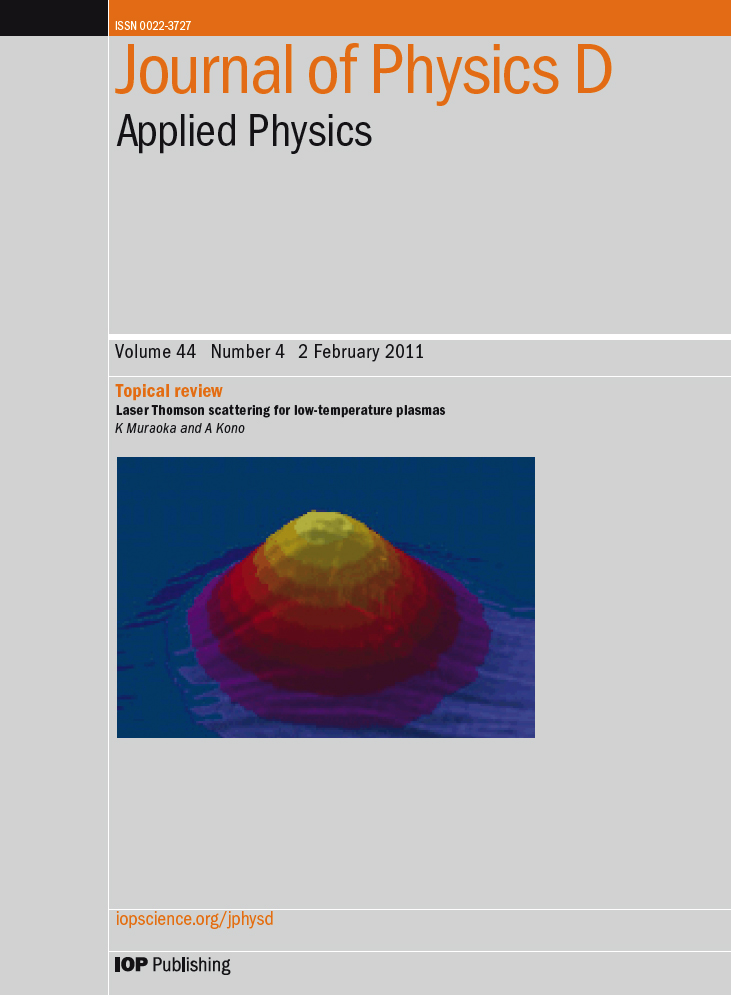 ISSN 0022-3727
Journal of Physics D
Applied Physics
Volume 44 Number 4 2 February 2011
Topical review
Laser Thomson scattering for low-temperature plasmas
K Muraoka and A Kono
iopscience.org/jphysd
IOP Publishing